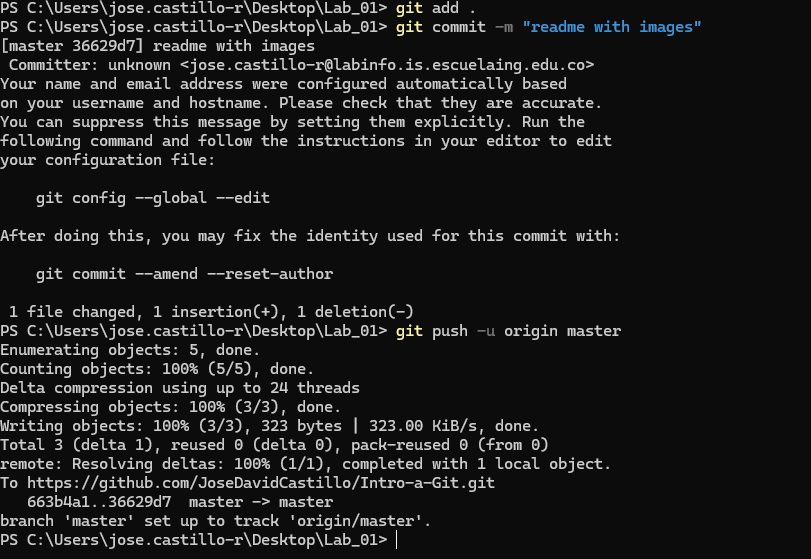 PS C:\Users\jose.castillo-r\Desktop\Lab_01> git add .
PS C:\Users\jose.castillo-r\Desktop\Lab_01> git commit -m "readme with images"
[master 36629d7] readme with images
 Committer: unknown <jose.castillo-r@labinfo.is.escuelaing.edu.co>
Your name and email address were configured automatically based
on your username and hostname. Please check that they are accurate.
You can suppress this message by setting them explicitly. Run the
following command and follow the instructions in your editor to edit
your configuration file:

    git config --global --edit

After doing this, you may fix the identity used for this commit with:

    git commit --amend --reset-author

 1 file changed, 1 insertion(+), 1 deletion(-)
PS C:\Users\jose.castillo-r\Desktop\Lab_01> git push -u origin master
Enumerating objects: 5, done.
Counting objects: 100% (5/5), done.
Delta compression using up to 24 threads
Compressing objects: 100% (3/3), done.
Writing objects: 100% (3/3), 323 bytes | 323.00 KiB/s, done.
Total 3 (delta 1), reused 0 (delta 0), pack-reused 0 (from 0)
remote: Resolving deltas: 100% (1/1), completed with 1 local object.
To https://github.com/JoseDavidCastillo/Intro-a-Git.git
   663b4a1..36629d7  master -> master
branch 'master' set up to track 'origin/master'.
PS C:\Users\jose.castillo-r\Desktop\Lab_01>